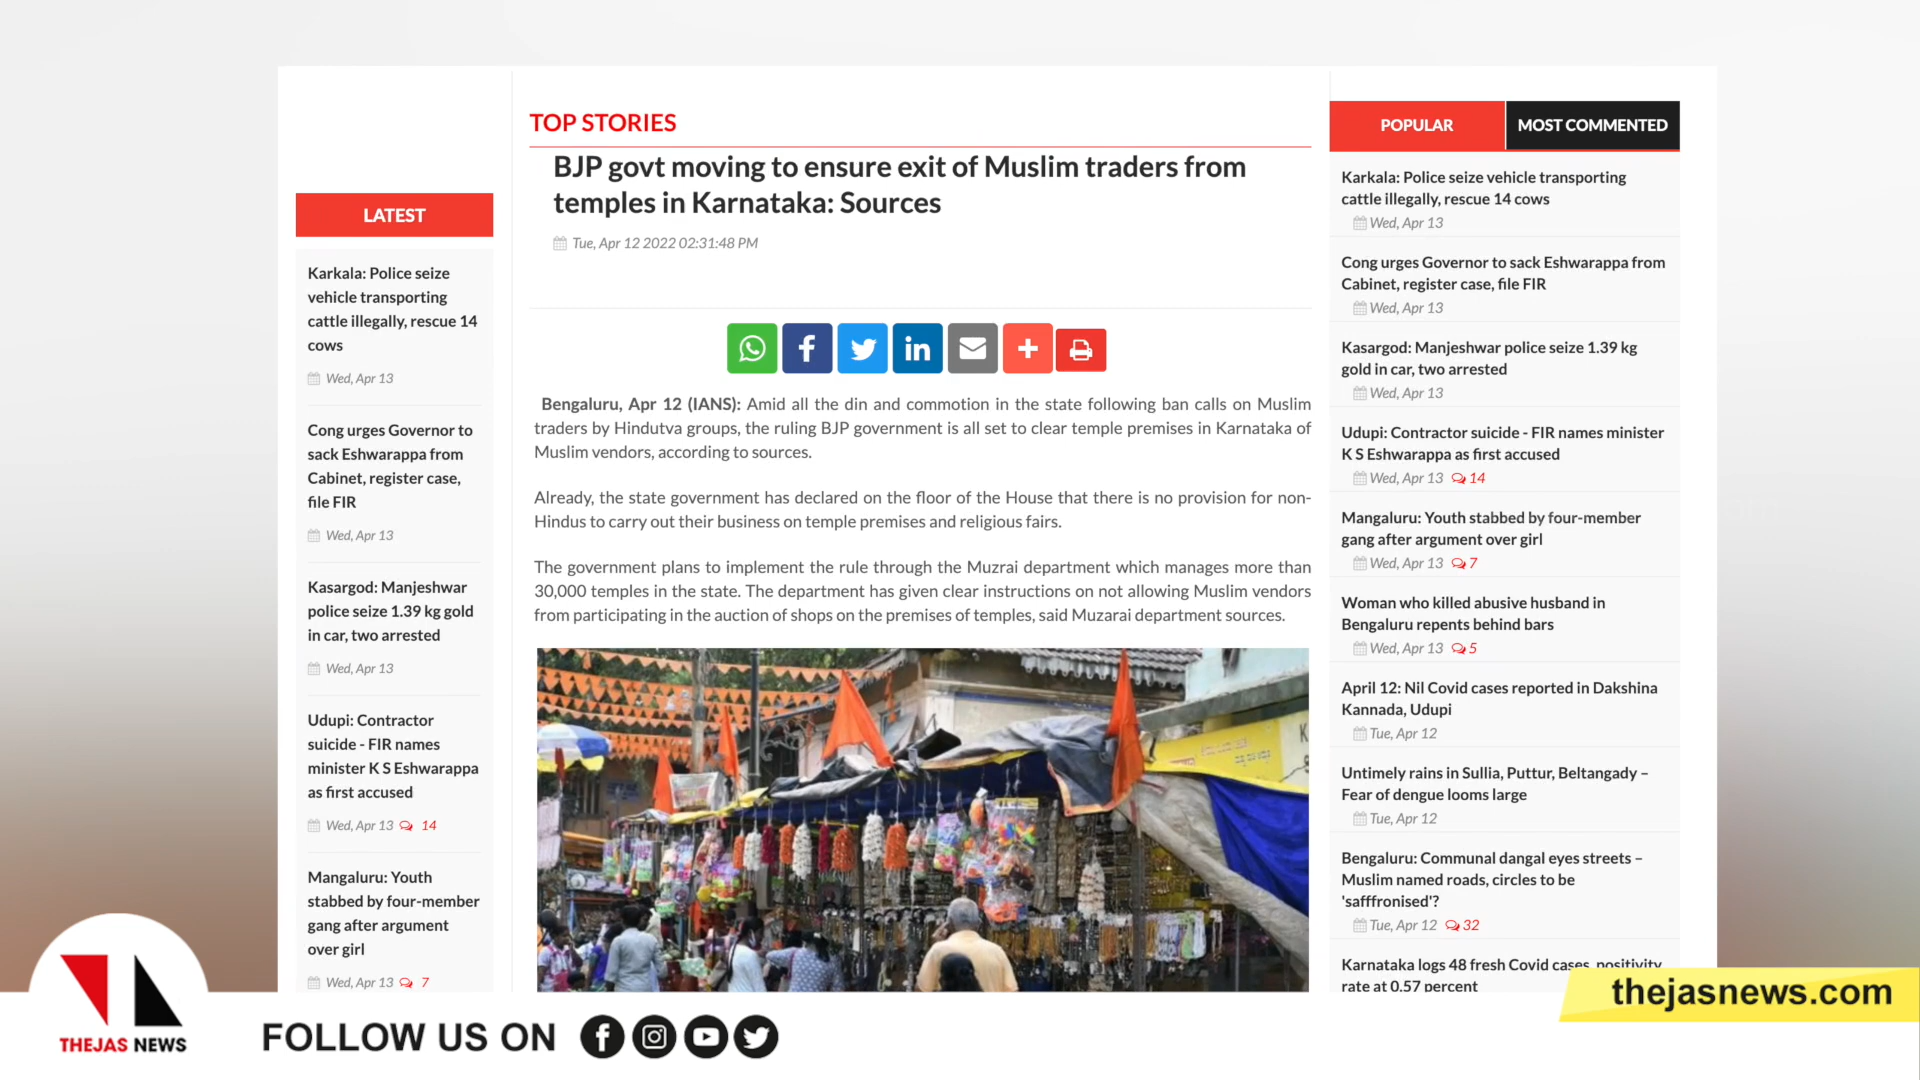 TOP STORIES
BJP govt moving to ensure exit of Muslim traders from
temples in Karnataka: Sources
Tue, Apr 12 2022 02:31:48 PM
Bengaluru, Apr 12 (IANS): Amid all the din and commotion in the state following ban calls on Muslim
traders by Hindutva groups, the ruling BJP government is all set to clear temple premises in Karnataka of
Muslim vendors, according to sources.
Already, the state government has declared on the floor of the House that there is no provision for non-
Hindus to carry out their business on temple premises and religious fairs.
The government plans to implement the rule through the Muzrai department which manages more than
30,000 temples in the state. The department has given clear instructions on not allowing Muslim vendors
from participating in the auction of shops on the premises of temples, said Muzarai department sources.
LATEST
Karkala: Police seize
vehicle transporting
cattle illegally, rescue 14
cows
Wed, Apr 13
Cong urges Governor to
sack Eshwarappa from
Cabinet, register case,
file FIR
Wed, Apr 13
Kasargod: Manjeshwar
police seize 1.39 kg gold
in car, two arrested
Wed, Apr 13
Udupi: Contractor
suicide - FIR names
minister K S Eshwarappa
as first accused
Wed, Apr 13 14
Mangaluru: Youth
stabbed by four-member
gang after argument
over girl
Wed, Apr 13 7
POPULAR
MOST COMMENTED
Karkala: Police seize vehicle transporting
cattle illegally, rescue 14 cows
Wed, Apr 13
Cong urges Governor to sack Eshwarappa from
Cabinet, register case, file FIR
Wed, Apr 13
Kasargod: Manjeshwar police seize 1.39 kg
gold in car, two arrested
Wed, Apr 13
Udupi: Contractor suicide - FIR names minister
K S Eshwarappa as first accused
Wed, Apr 13 14
Mangaluru: Youth stabbed by four-member
gang after argument over girl
Wed, Apr 13 7
Woman who killed abusive husband in
Bengaluru repents behind bars
Wed, Apr 13 5
April 12: Nil Covid cases reported in Dakshina
Kannada, Udupi
Tue, Apr 12
Untimely rains in Sullia, Puttur, Beltangady –
Fear of dengue looms large
Tue, Apr 12
Bengaluru: Communal dangal eyes streets –
Muslim named roads, circles to be
'safffronised'?
Tue, Apr 12 32
Karnataka logs 48 fresh Covid cases, positivity
rate at 0.57 percent
thejasnews.com
THEJAS NEWS
FOLLOW US ON